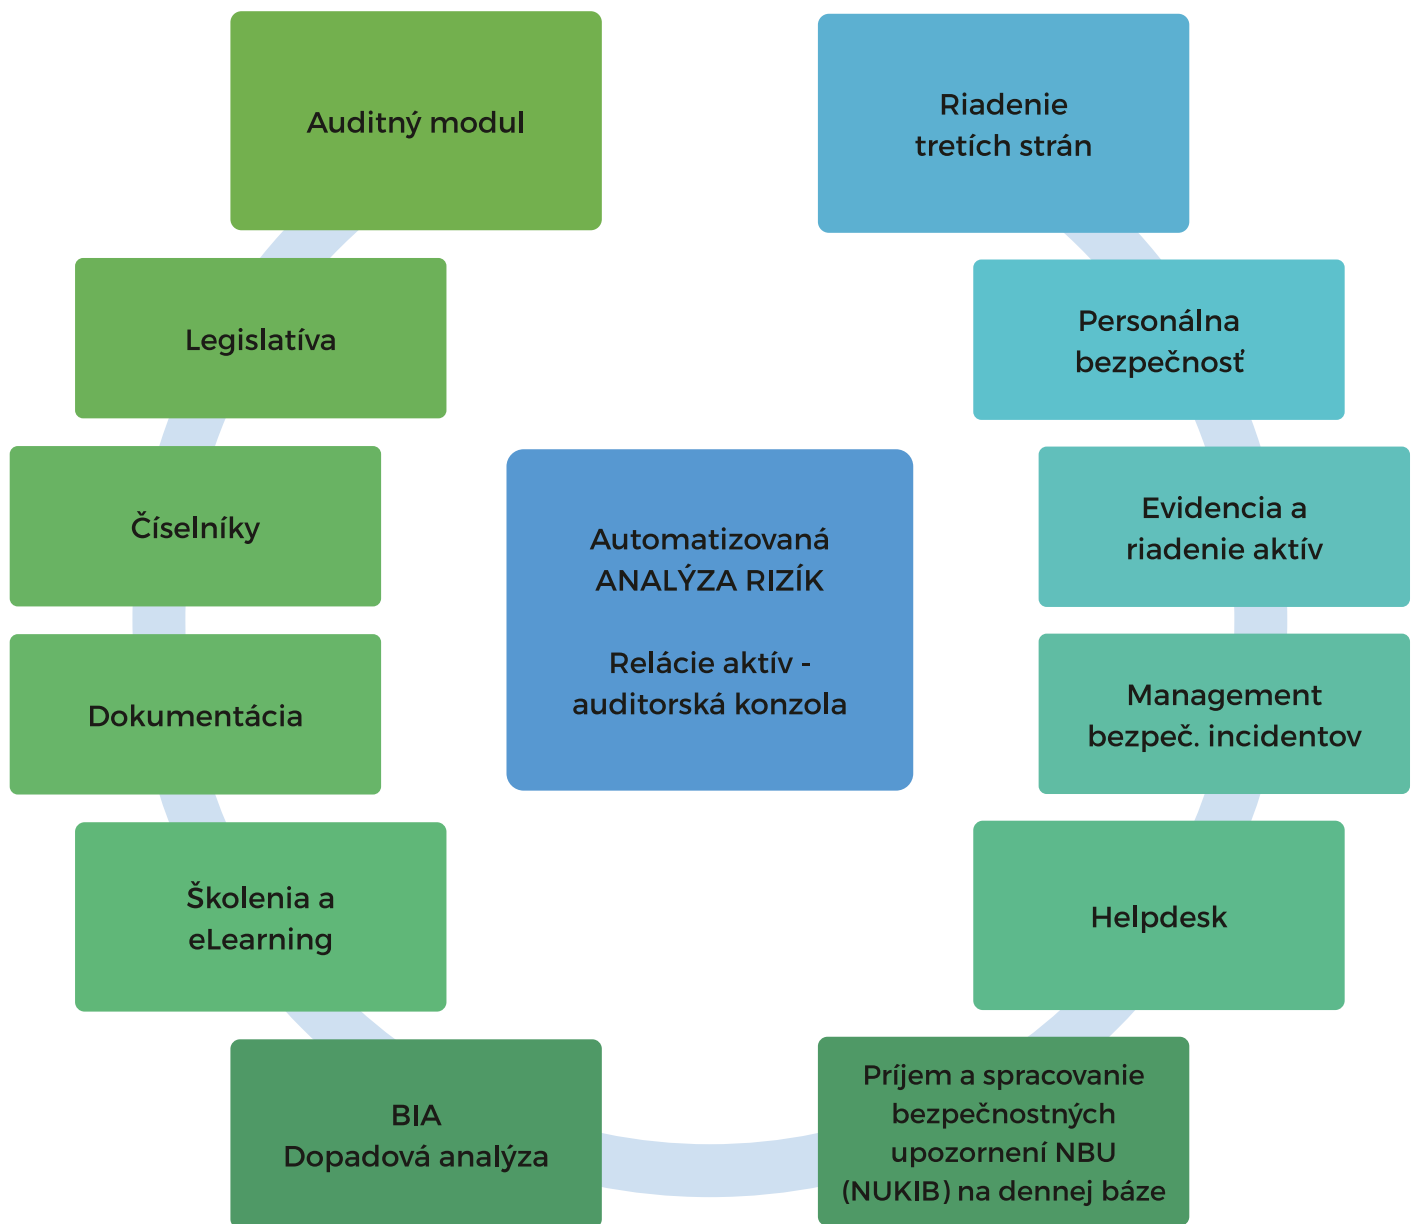 Auditný modul
Riadenie
tretích strán
Legislatíva
Personálna
bezpečnosť
Číselníky
Automatizovaná
ANALÝZA RIZÍK
Relácie aktív -
auditorská konzola
Evidencia a
riadenie aktív
Dokumentácia
Management
bezpeč. incidentov
Školenia a
eLearning
Helpdesk
BIA
Dopadová analýza
Príjem a spracovanie
bezpečnostných
upozornení NBU
(NUKIB) na dennej báze